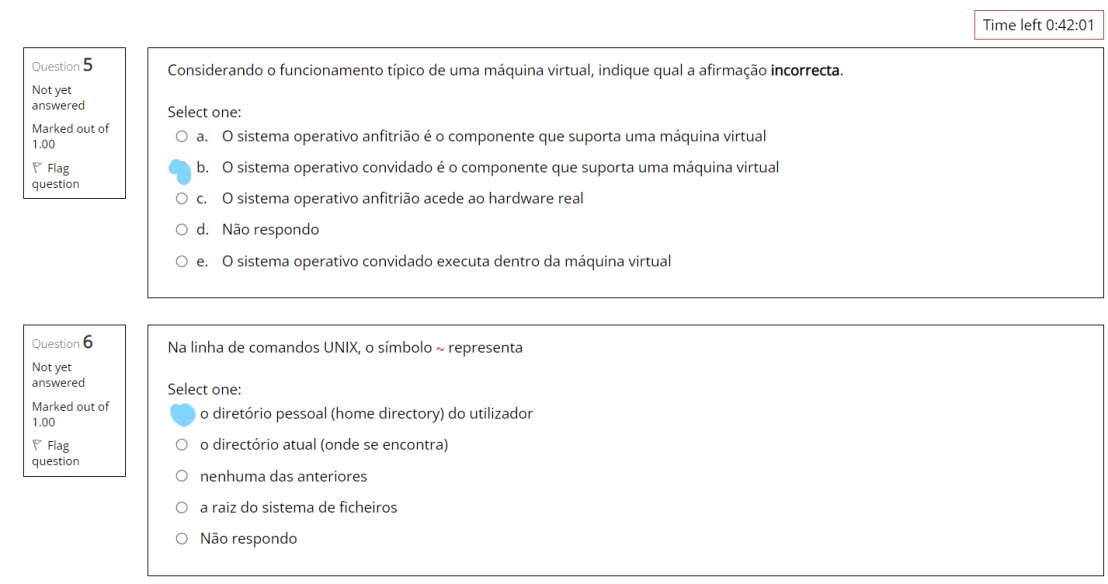 Time left 0:42:01
Question 5
Not yet
answered
Marked out of
1.00
Flag
question
Considerando o funcionamento típico de uma máquina virtual, indique qual a afirmação incorrecta.
Select one:
a. O sistema operativo anfitrião é o componente que suporta uma máquina virtual
b. O sistema operativo convidado é o componente que suporta uma máquina virtual
c. O sistema operativo anfitrião acede ao hardware real
d. Não respondo
e. O sistema operativo convidado executa dentro da máquina virtual
Question 6
Not yet
answered
Marked out of
1.00
Flag
question
Na linha de comandos UNIX, o símbolo ~ representa
Select one:
o diretório pessoal (home directory) do utilizador
o directório atual (onde se encontra)
nenhuma das anteriores
a raiz do sistema de ficheiros
Não respondo